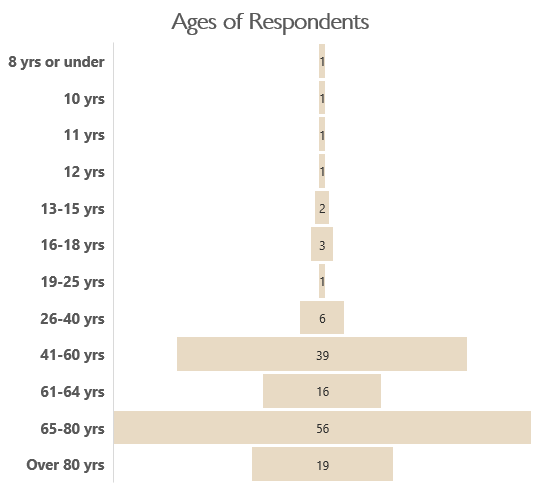 Ages of Respondents
8 yrs or under 1
10 yrs 1
11 yrs 1
12 yrs 1
13-15 yrs 2
16-18 yrs 3
19-25 yrs 1
26-40 yrs 6
41-60 yrs 39
61-64 yrs 16
65-80 yrs 56
Over 80 yrs 19